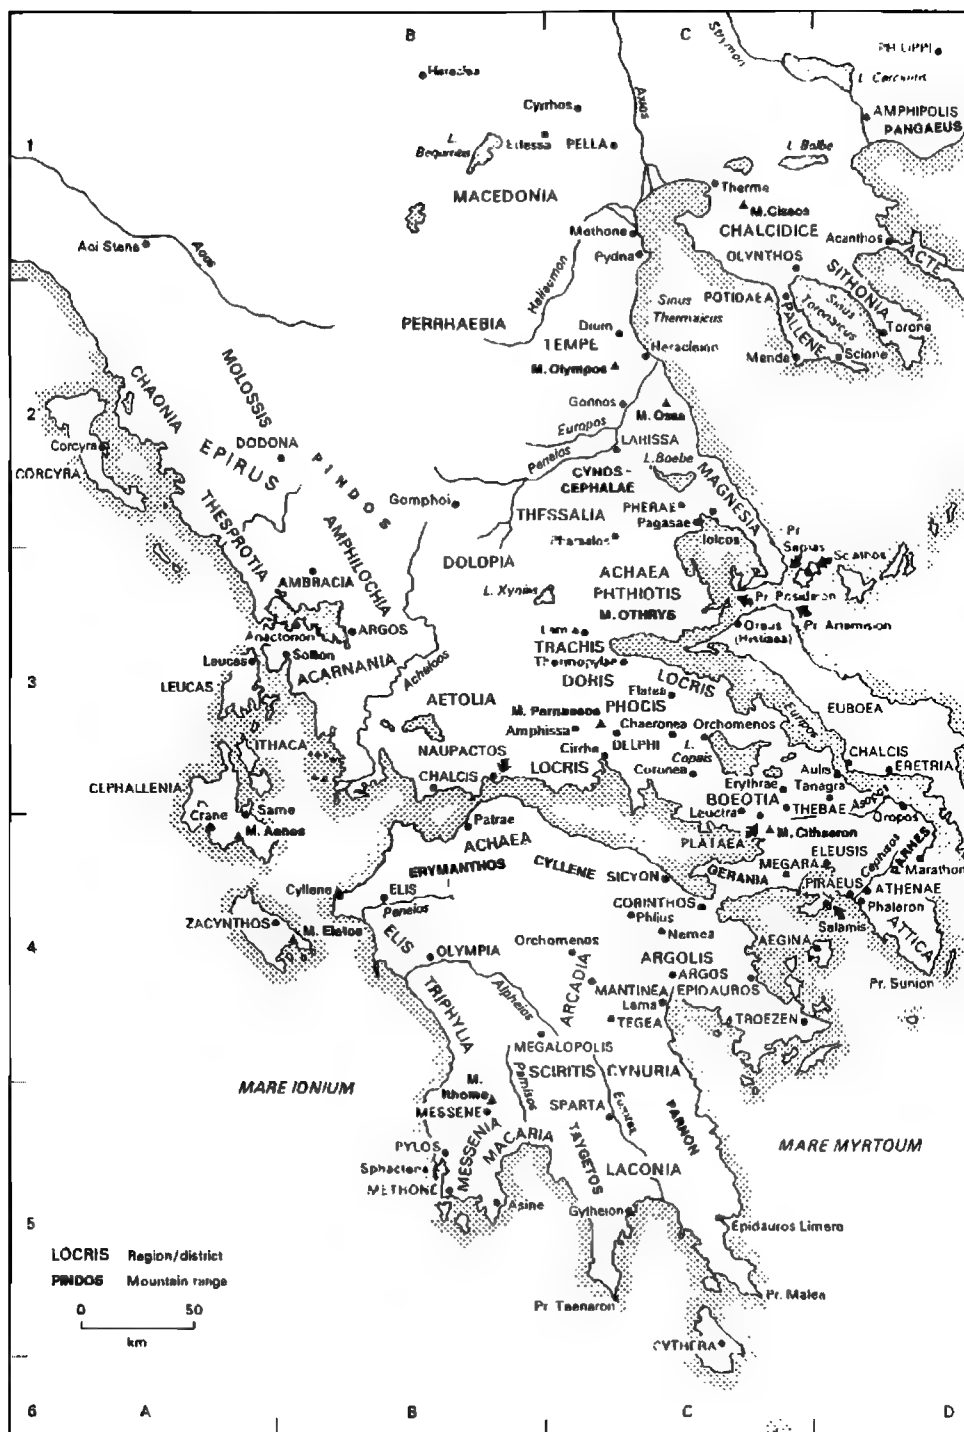 B
C
Strymon
PHILIPPI
Heraclea
Axios
Cyrrhos
AMPHIPOLIS
PANGAEUS
1
L.
Edessa
PELLA
L. Bolbe
MACEDONIA
Therme
M. Cissos
CHALCIDICE
Aoi Stena
Aoos
Methone
Acanthos
ACTE
Pydna
OLYNTHOS
SITHONIA
Haliacmon
Sinus
Thermaicus
POTIDAEA
Sinus
Toronaicus
PALLENE
PERRHAEBIA
Dium
TEMPE
Heracleion
Torone
Mende
Scione
M. Olympos
MOLOSSIS
CHAONIA
2
Gonnos
M. Ossa
Europos
Corcyra
DODONA
PINDOS
EPIRUS
Peneios
LARISSA
CORCYRA
L. Boebe
CYNOS-
CEPHALAE
MAGNESIA
Gomphoi
THESSALIA
PHERAE
Pagasae
THESPROTIA
AMPHILOCHIA
Pharsalos
Iolcos
Pr.
Sepias
Sciathos
DOLOPIA
AMBRACIA
ACHAEA
PHTHIOTIS
L. Xynias
Pr. Posideion
M. OTHRYS
Pr. Artemision
Anactorion
ARGOS
Lamia
Oreus
(Histiaea)
TRACHIS
Leucas
Sollion
Thermopylae
ACARNANIA
Acheloos
LEUCAS
3
DORIS
LOCRIS
AETOLIA
Elatea
PHOCIS
EUBOEA
Euripos
M. Parnassos
Chaeronea
Orchomenos
Amphissa
ITHACA
NAUPACTOS
Cirrha
DELPHI
L.
Copais
CHALCIS
LOCRIS
ERETRIA
CEPHALLENIA
CHALCIS
Coronea
Aulis
Erythrae
Tanagra
BOEOTIA
Same
THEBAE
Asopos
Crane
Leuctra
Oropos
M. Aenos
Patrae
PLATAEA
M. Cithaeron
ACHAEA
ELEUSIS
Cephisos
PARNES
ERYMANTHOS
CYLLENE
MEGARA
Marathon
SICYON
GERANIA
Cyllene
ELIS
PIRAEUS
ATHENAE
Peneios
CORINTHOS
Phaleron
ZACYNTHOS
Phlius
Salamis
M. Elatos
ELIS
Nemea
ATTICA
4
OLYMPIA
Orchomenos
AEGINA
ARGOLIS
ARCADIA
ARGOS
Pr. Sunion
TRIPHYLIA
Alpheios
MANTINEA
EPIDAUROS
Lerna
TEGEA
TROEZEN
MEGALOPOLIS
SCIRITIS
CYNURIA
MARE IONIUM
M.
Ithome
Pamisos
MESSENE
SPARTA
Eurotas
PARNON
MARE MYRTOUM
PYLOS
MESSENIA
MACARIA
TAYGETOS
LACONIA
METHONE
Asine
Gytheion
5
Epidauros Limera
LOCRIS Region/district
PINDOS Mountain range
0 50
km
Pr. Taenaron
Pr. Malea
CYTHERA
6
A
B
C
D